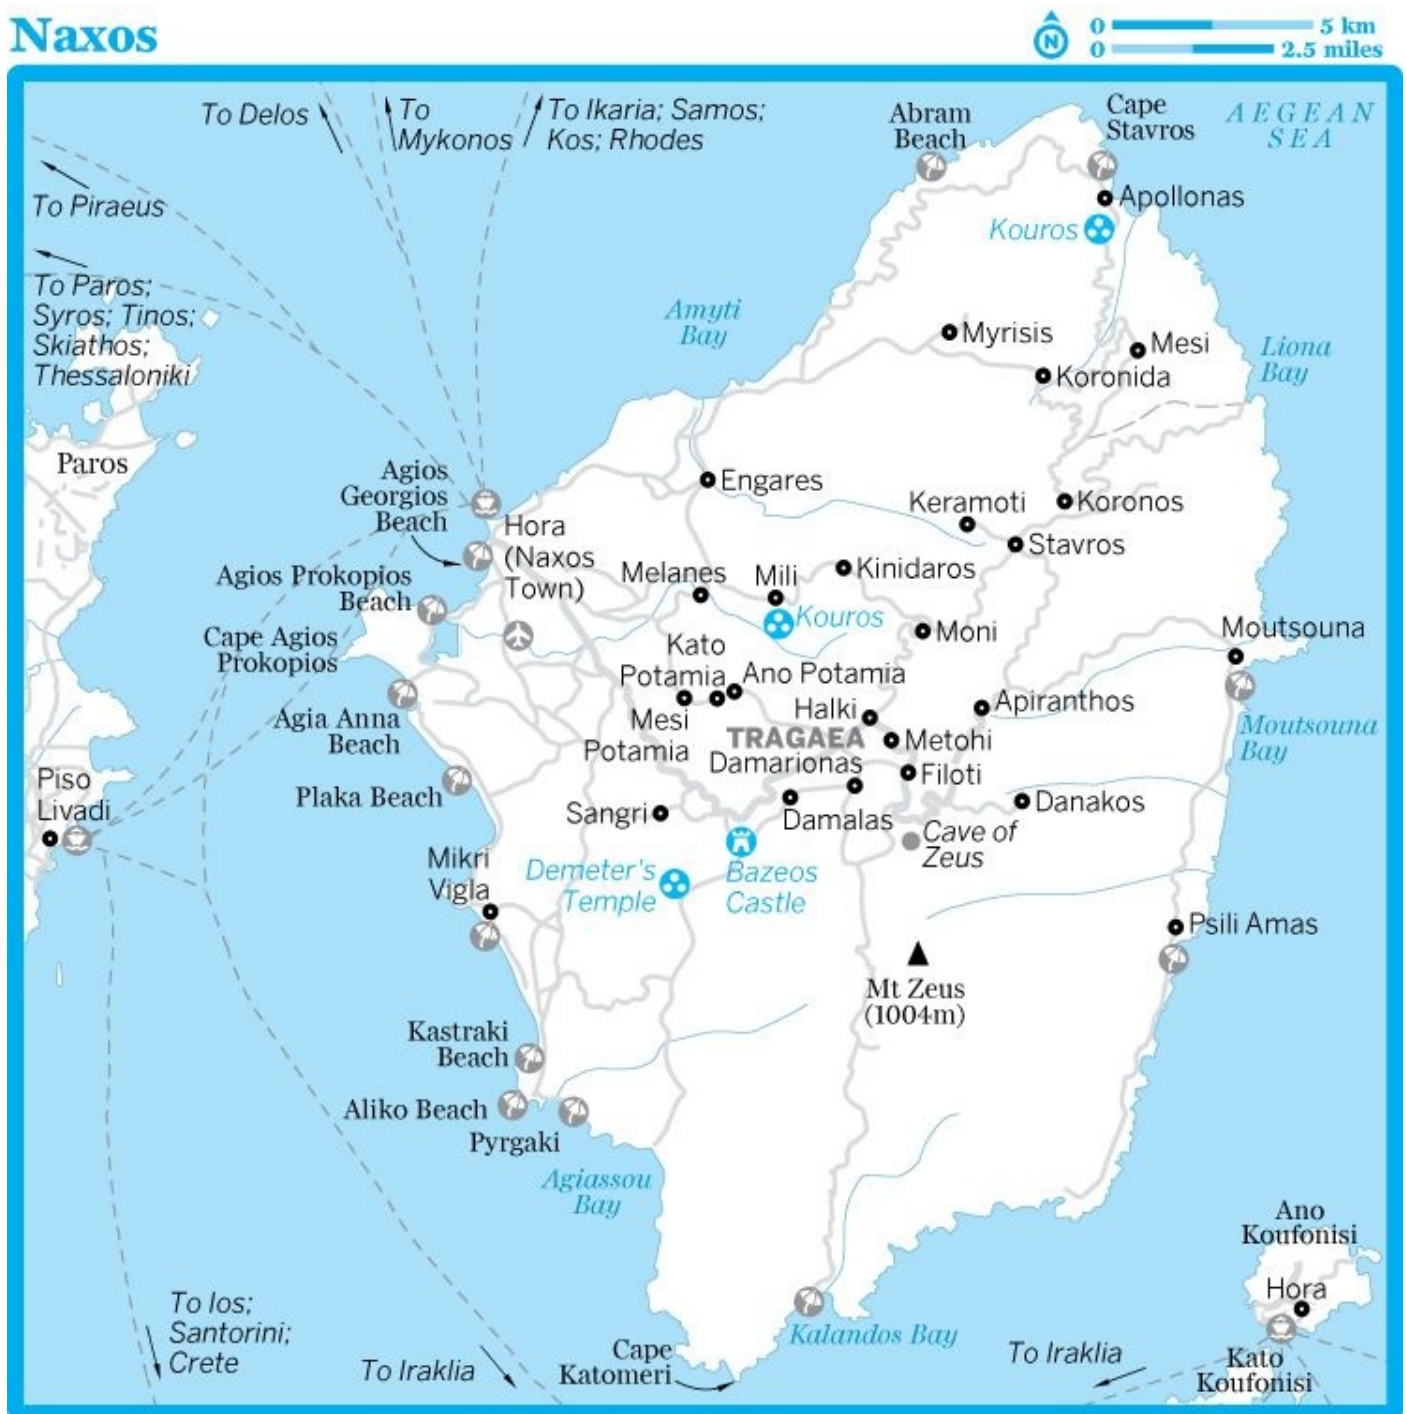 Naxos
N
0 5 km
0 2.5 miles
To Delos
To
Mykonos
To Ikaria; Samos;
Kos; Rhodes
Abram
Beach
Cape
Stavros
AEGEAN
SEA
To Piraeus
Apollonas
Kouros
To Paros;
Syros; Tinos;
Skiathos;
Thessaloniki
Amyti
Bay
Myrisis
Mesi
Liona
Bay
Koronida
Paros
Agios
Georgios
Beach
Engares
Keramoti
Koronos
Hora
(Naxos
Town)
Stavros
Kinidaros
Melanes
Mili
Agios Prokopios
Beach
Kouros
Moni
Moutsouna
Cape Agios
Prokopios
Kato
Potamia
Ano Potamia
Mesi
Potamia
Halki
Apiranthos
Agia Anna
Beach
TRAGAEA
Metohi
Moutsouna
Bay
Damarionas
Filoti
Piso
Livadi
Plaka Beach
Sangri
Damalas
Danakos
Cave of
Zeus
Mikri
Vigla
Demeter's
Temple
Bazeos
Castle
Psili Amas
Mt Zeus
(1004m)
Kastraki
Beach
Aliko Beach
Pyrgaki
Agiassou
Bay
Ano
Koufonisi
Hora
To Ios;
Santorini;
Crete
To Iraklia
Cape
Katomeri
Kalandos Bay
To Iraklia
Kato
Koufonisi